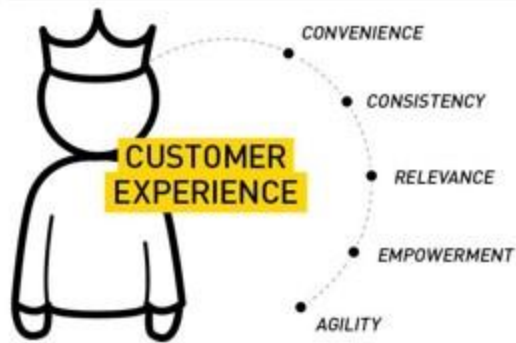 CONVENIENCE
CONSISTENCY
CUSTOMER
EXPERIENCE
RELEVANCE
EMPOWERMENT
AGILITY